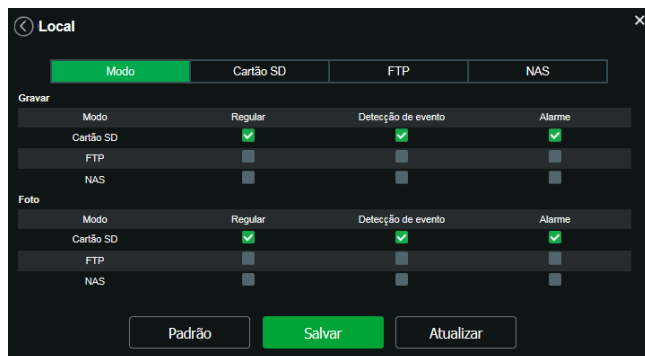 Local
Modo Cartão SD FTP NAS
Gravar
Modo Regular Detecção de evento Alarme
Cartão SD
FTP
NAS
Foto
Modo Regular Detecção de evento Alarme
Cartão SD
FTP
NAS
Padrão Salvar Atualizar